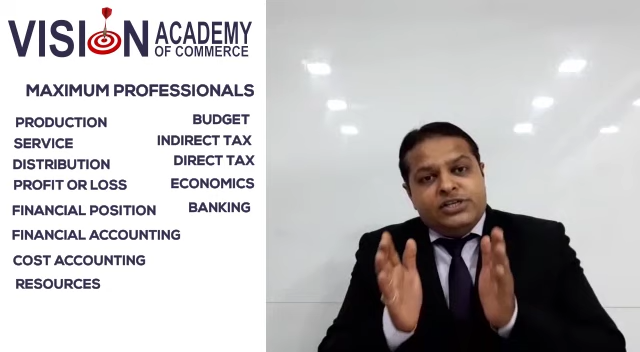 VISION ACADEMY
OF COMMERCE
MAXIMUM PROFESSIONALS
PRODUCTION
SERVICE
DISTRIBUTION
PROFIT OR LOSS
FINANCIAL POSITION
FINANCIAL ACCOUNTING
COST ACCOUNTING
RESOURCES
BUDGET
INDIRECT TAX
DIRECT TAX
ECONOMICS
BANKING